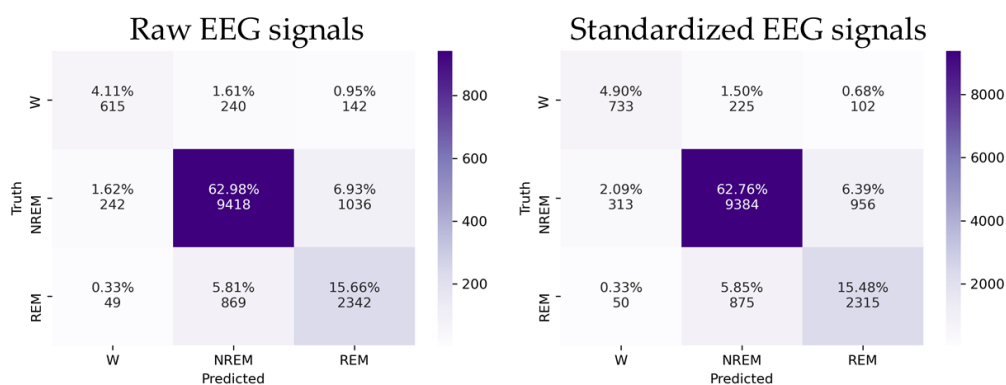 Raw EEG signals
Standardized EEG signals
4.11%
615
1.61%
240
0.95%
142
1.62%
242
62.98%
9418
6.93%
1036
0.33%
49
5.81%
869
15.66%
2342
W
NREM
REM
Truth
W
NREM
REM
Predicted
800
600
400
200
4.90%
733
1.50%
225
0.68%
102
2.09%
313
62.76%
9384
6.39%
956
0.33%
50
5.85%
875
15.48%
2315
W
NREM
REM
Truth
W
NREM
REM
Predicted
8000
6000
4000
2000